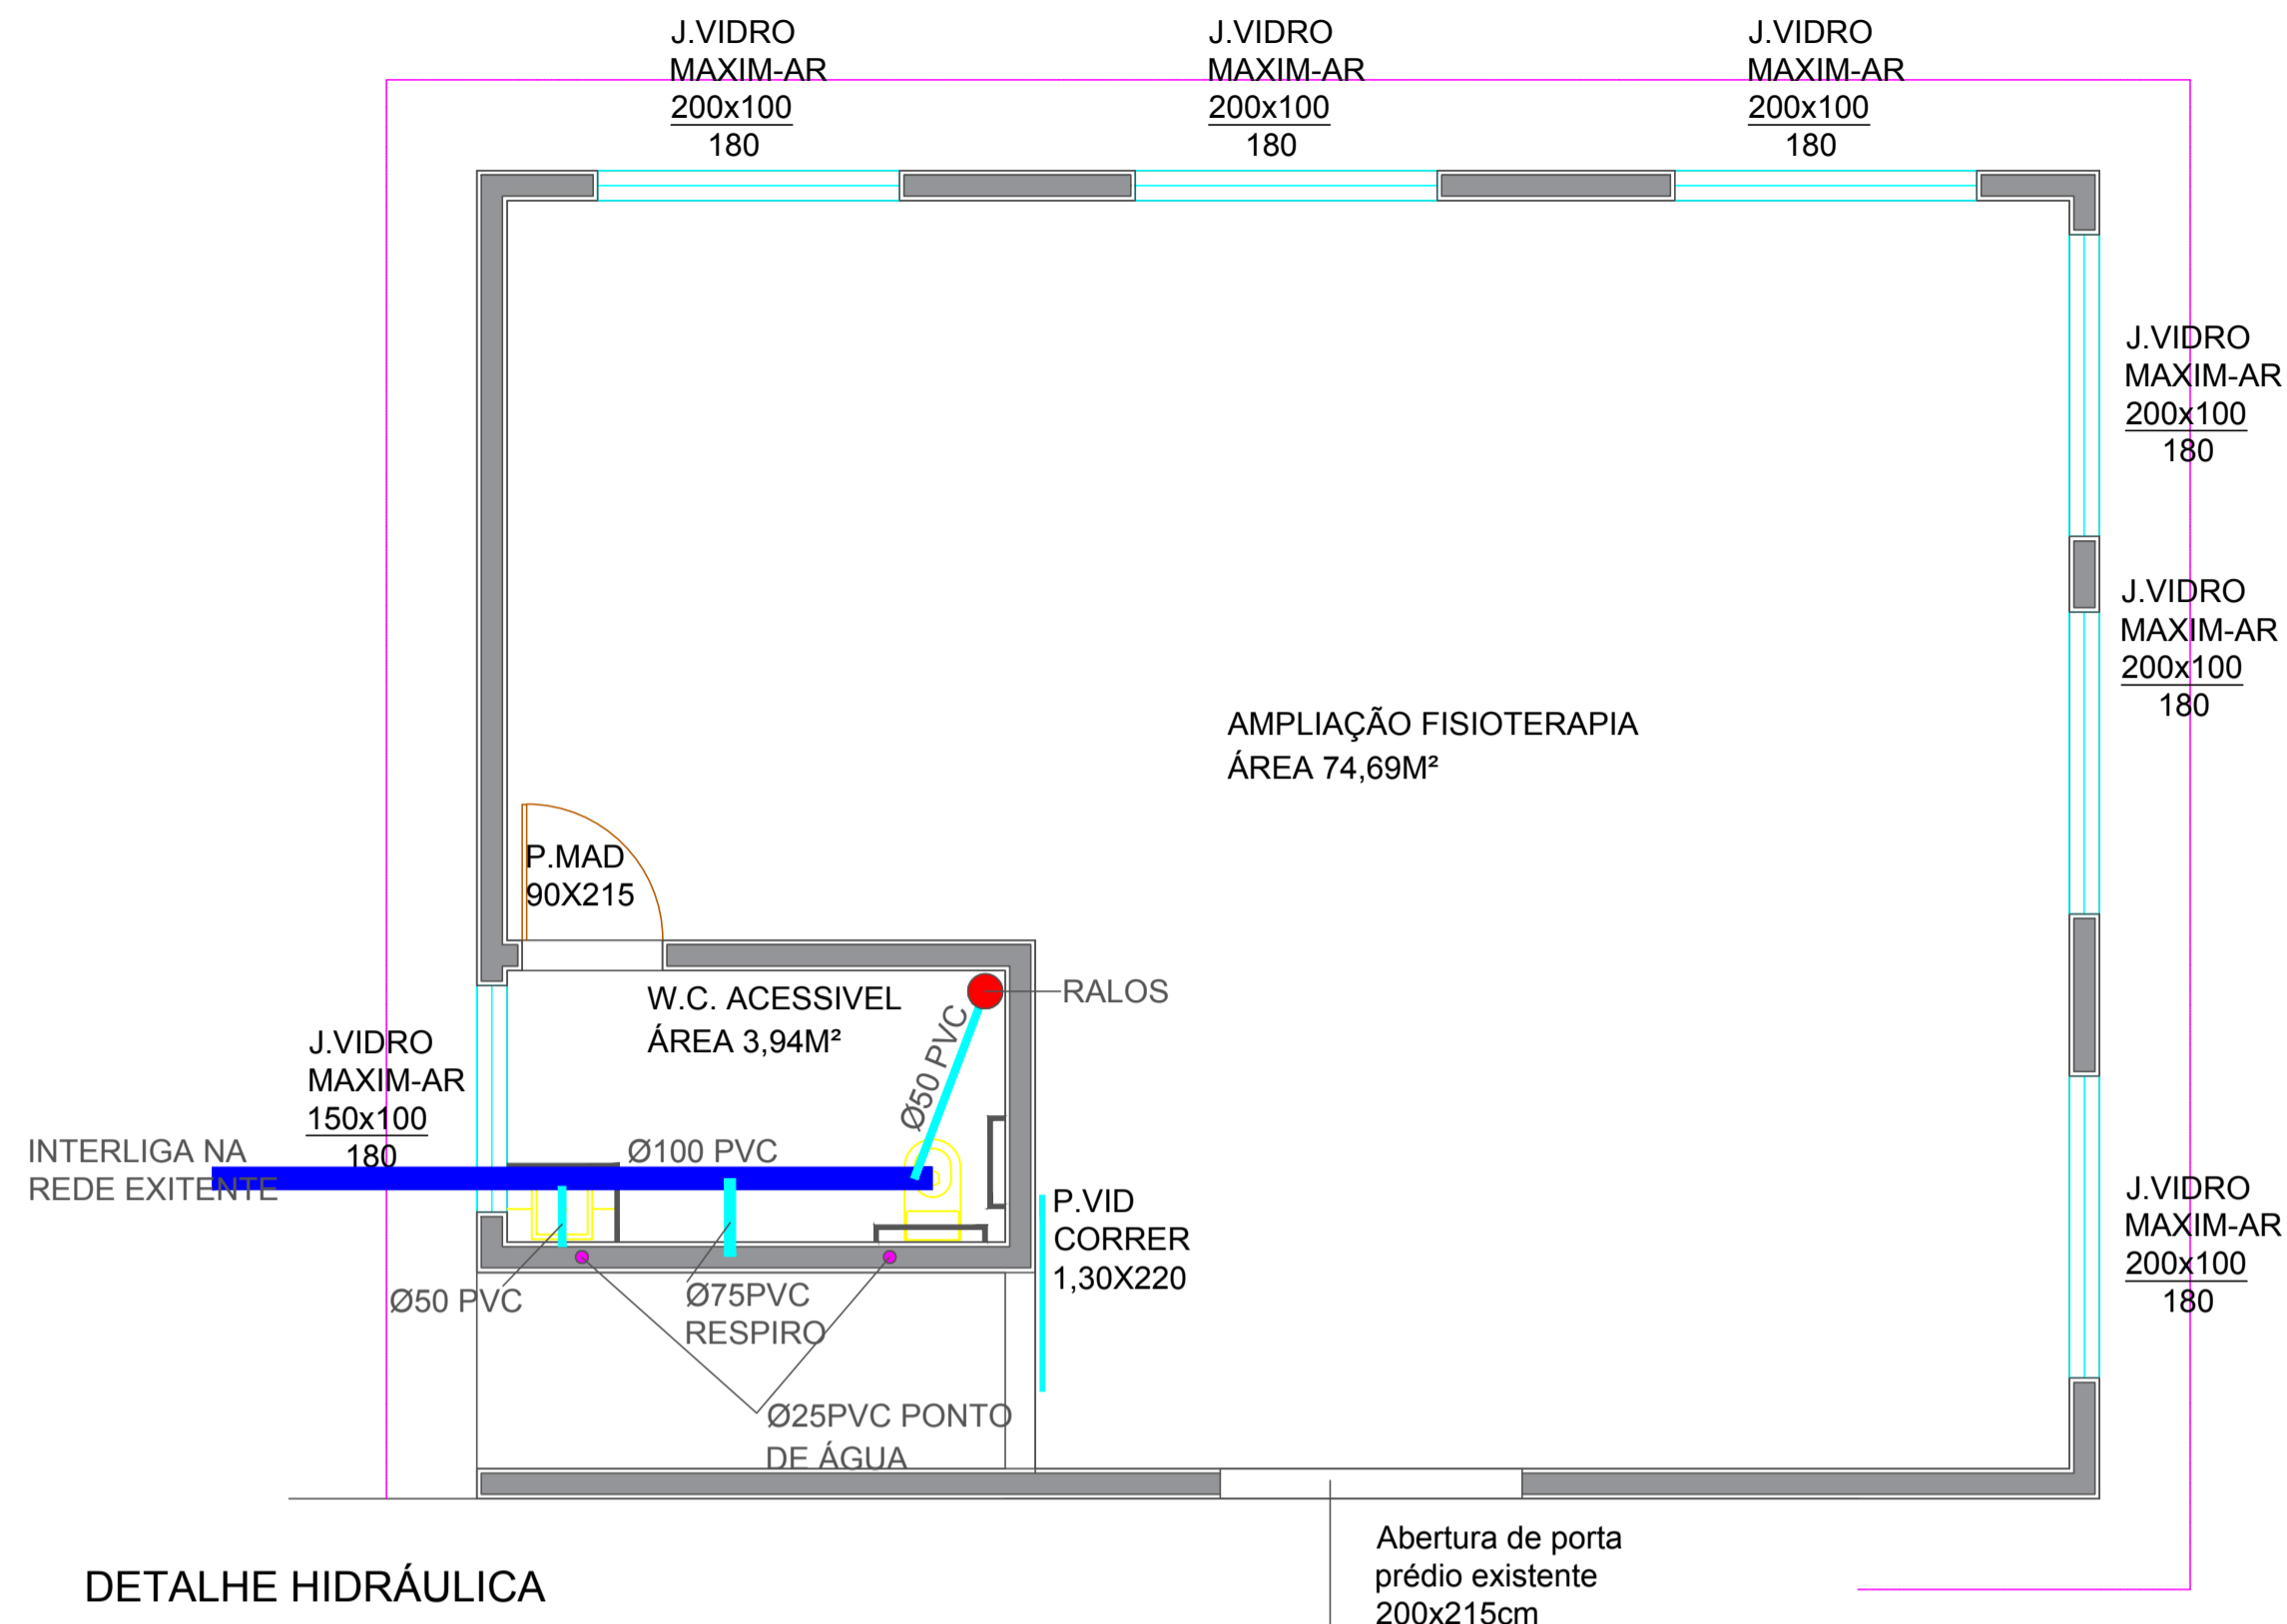 J.VIDRO
MAXIM-AR
200x100
180
J.VIDRO
MAXIM-AR
200x100
180
J.VIDRO
MAXIM-AR
200x100
180
J.VIDRO
MAXIM-AR
200x100
180
J.VIDRO
MAXIM-AR
200x100
180
AMPLIAÇÃO FISIOTERAPIA
ÁREA 74,69M²
P.MAD
90X215
W.C. ACESSIVEL
ÁREA 3,94M²
RALOS
Ø50 PVC
J.VIDRO
MAXIM-AR
150x100
180
INTERLIGA NA
REDE EXITENTE
Ø100 PVC
P.VID
CORRER
1,30X220
J.VIDRO
MAXIM-AR
200x100
180
Ø50 PVC
Ø75PVC
RESPIRO
Ø25PVC PONTO
DE ÁGUA
Abertura de porta
prédio existente
200x215cm
DETALHE HIDRÁULICA